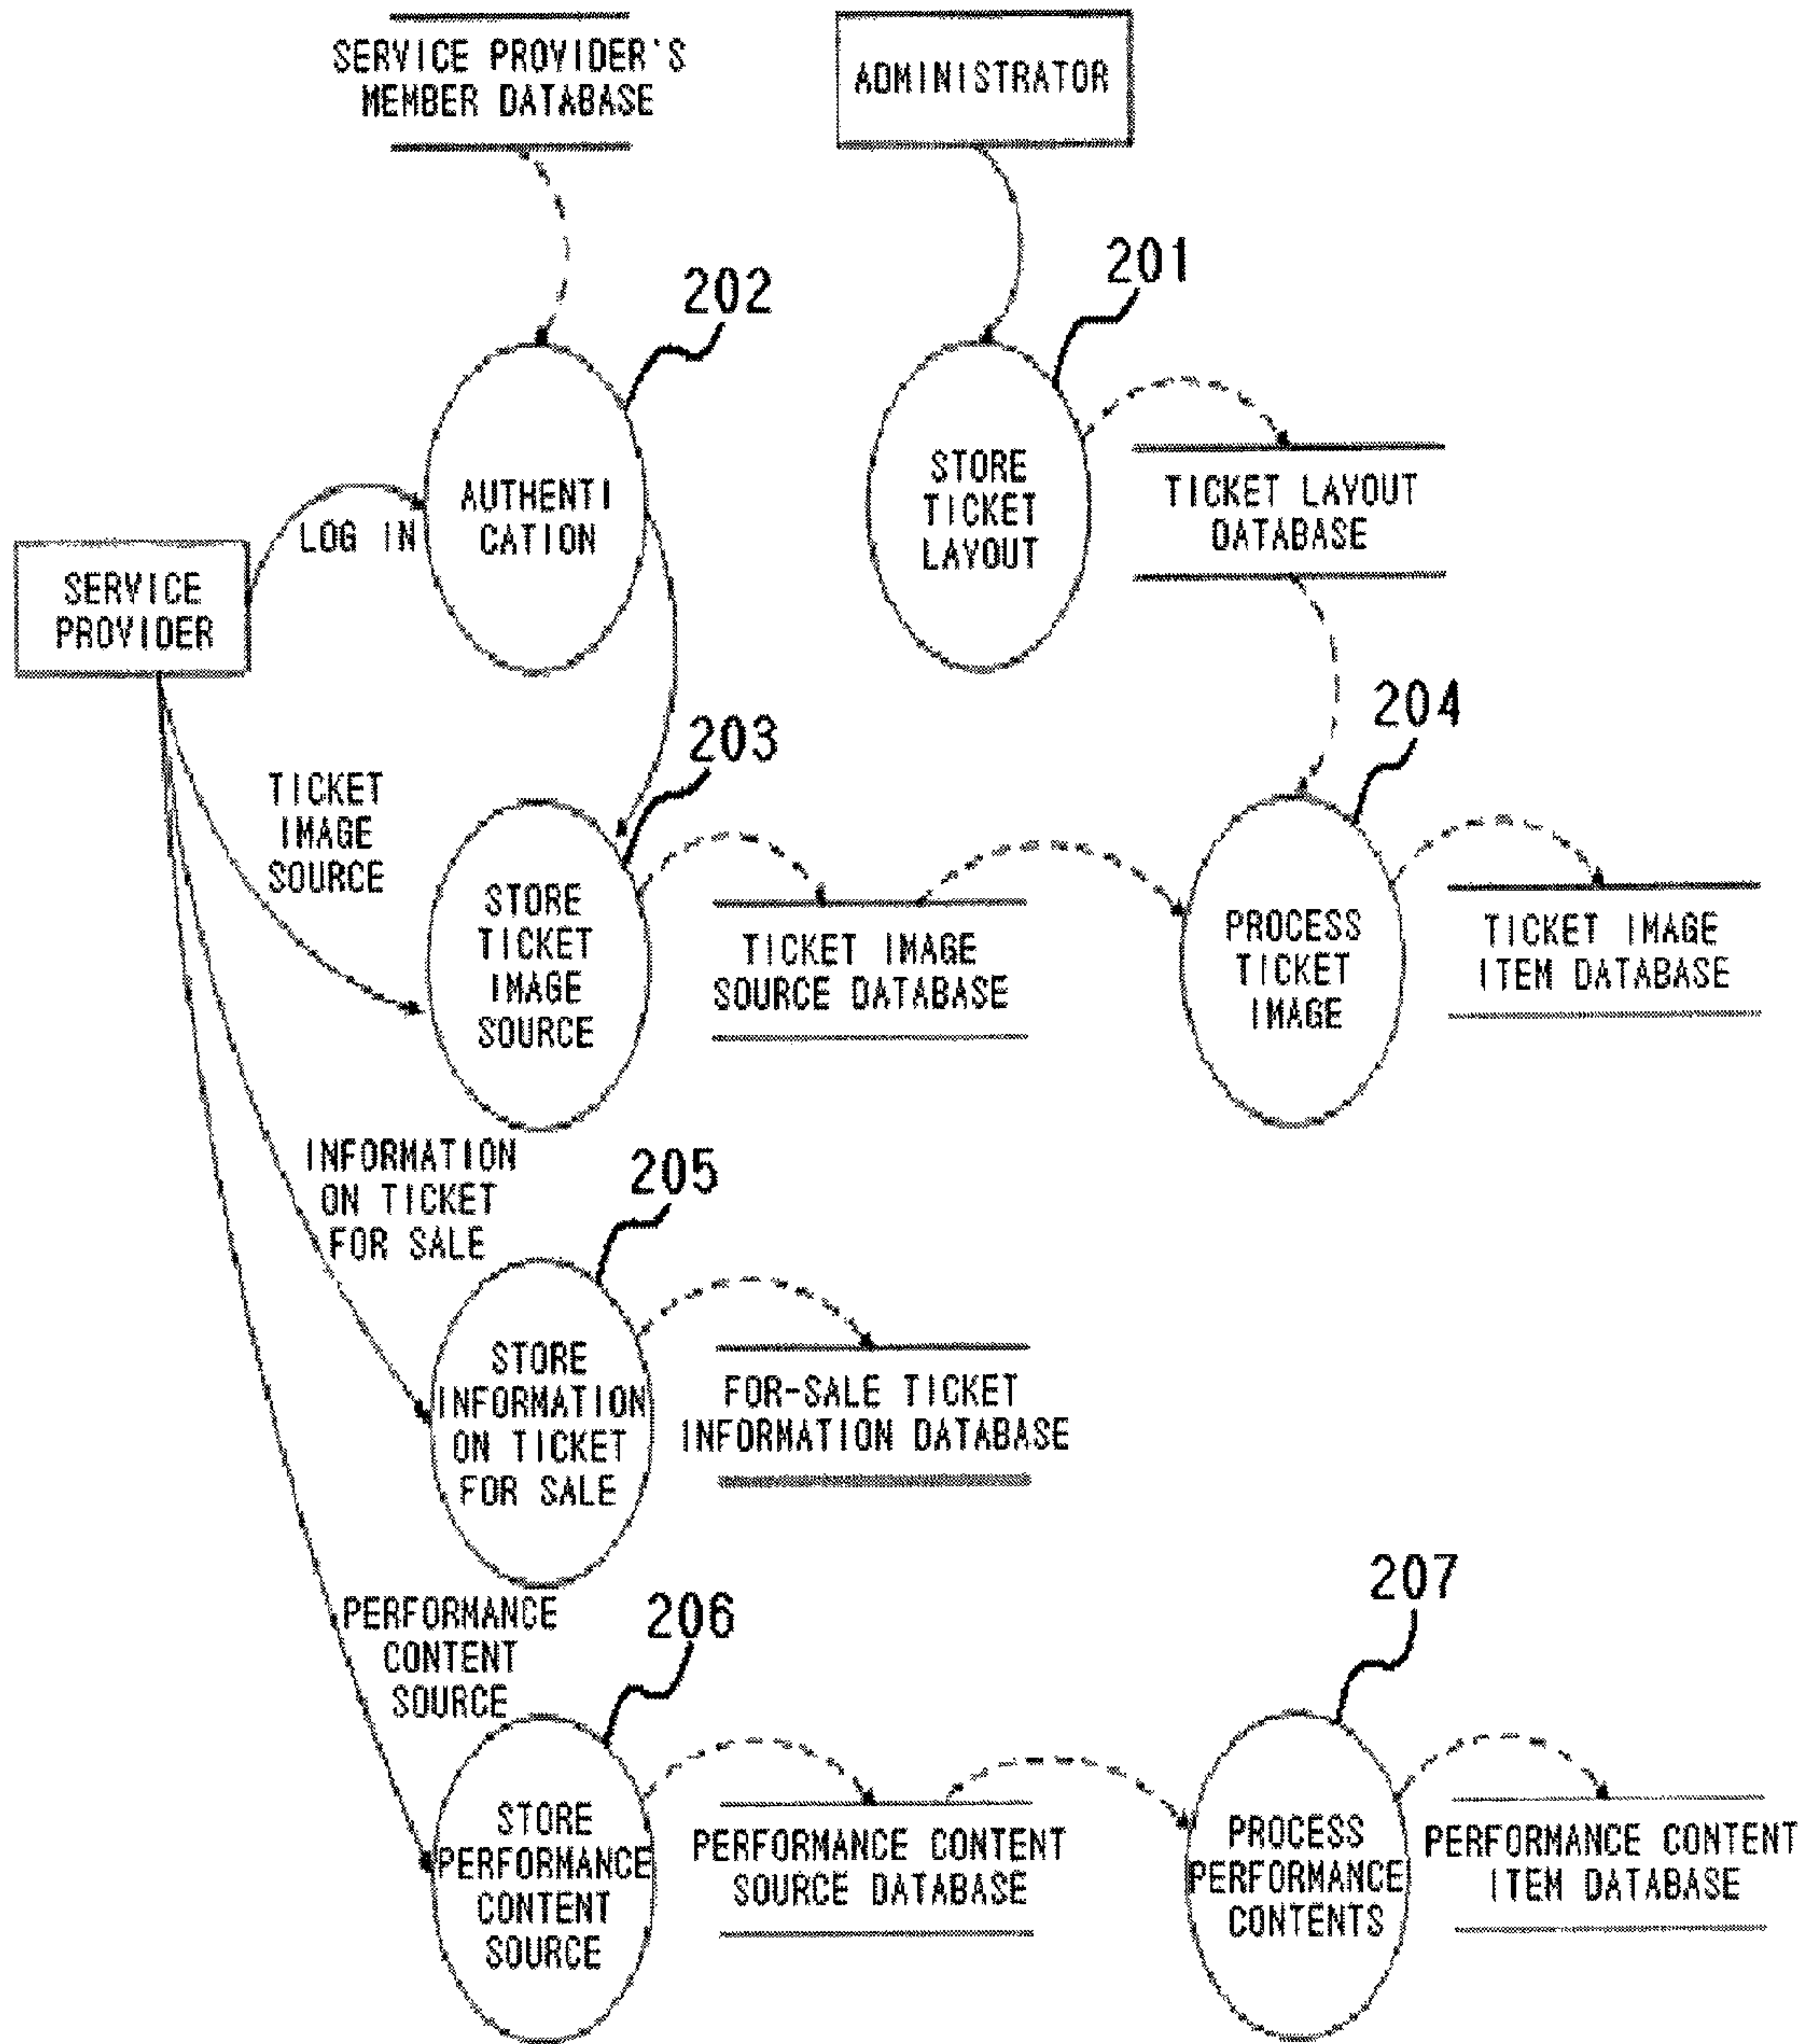 SERVICE PROVIDER'S
MEMBER DATABASE
ADMINISTRATOR
202
201
AUTHENTI
CATION
LOG IN
STORE
TICKET
LAYOUT
TICKET LAYOUT
DATABASE
SERVICE
PROVIDER
203
204
TICKET
IMAGE
SOURCE
STORE
TICKET
IMAGE
SOURCE
TICKET IMAGE
SOURCE DATABASE
PROCESS
TICKET
IMAGE
TICKET IMAGE
ITEM DATABASE
INFORMATION
ON TICKET
FOR SALE
205
STORE
INFORMATION
ON TICKET
FOR SALE
FOR-SALE TICKET
INFORMATION DATABASE
PERFORMANCE
CONTENT
SOURCE
206
207
STORE
PERFORMANCE
CONTENT
SOURCE
PERFORMANCE CONTENT
SOURCE DATABASE
PROCESS
PERFORMANCE
CONTENTS
PERFORMANCE CONTENT
ITEM DATABASE